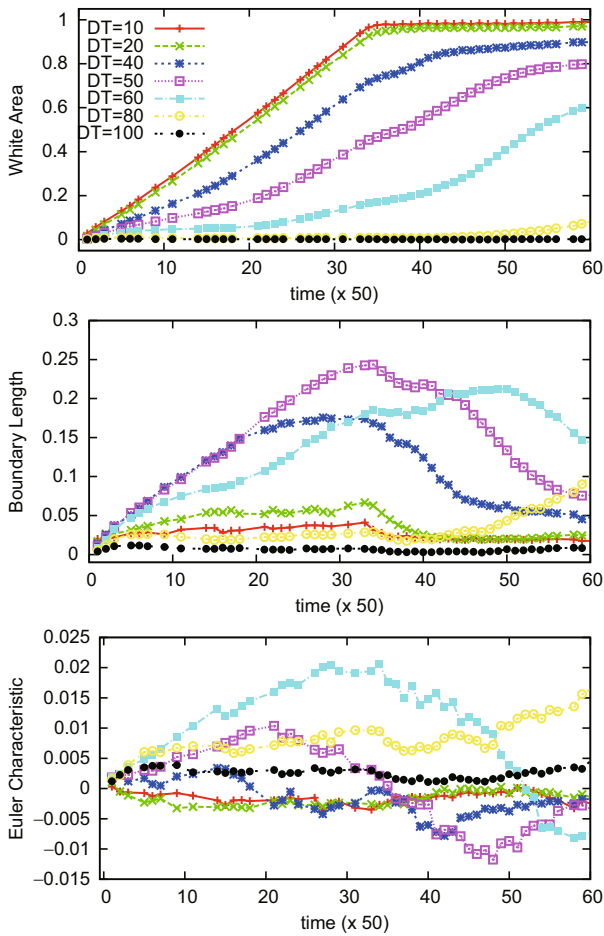 DT=10
DT=20
DT=40
DT=50
DT=60
DT=80
DT=100
White Area
1
0.8
0.6
0.4
0.2
0
0 10 20 30 40 50 60
time (x 50)
Boundary Length
0.3
0.25
0.2
0.15
0.1
0.05
0
0 10 20 30 40 50 60
time (x 50)
Euler Characteristic
0.025
0.02
0.015
0.01
0.005
0
−0.005
−0.01
−0.015
0 10 20 30 40 50 60
time (x 50)